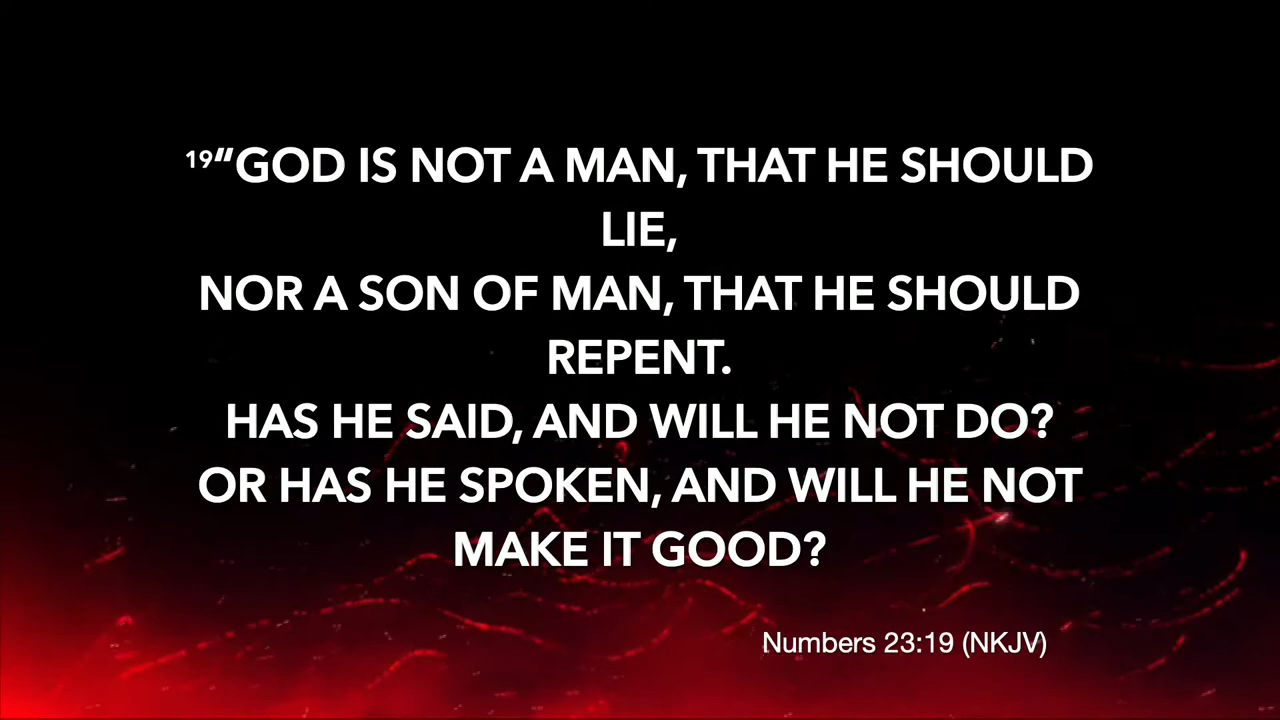 19"GOD IS NOT A MAN, THAT HE SHOULD
LIE,
NOR A SON OF MAN, THAT HE SHOULD
REPENT.
HAS HE SAID, AND WILL HE NOT DO?
OR HAS HE SPOKEN, AND WILL HE NOT
MAKE IT GOOD?
Numbers 23:19 (NKJV)